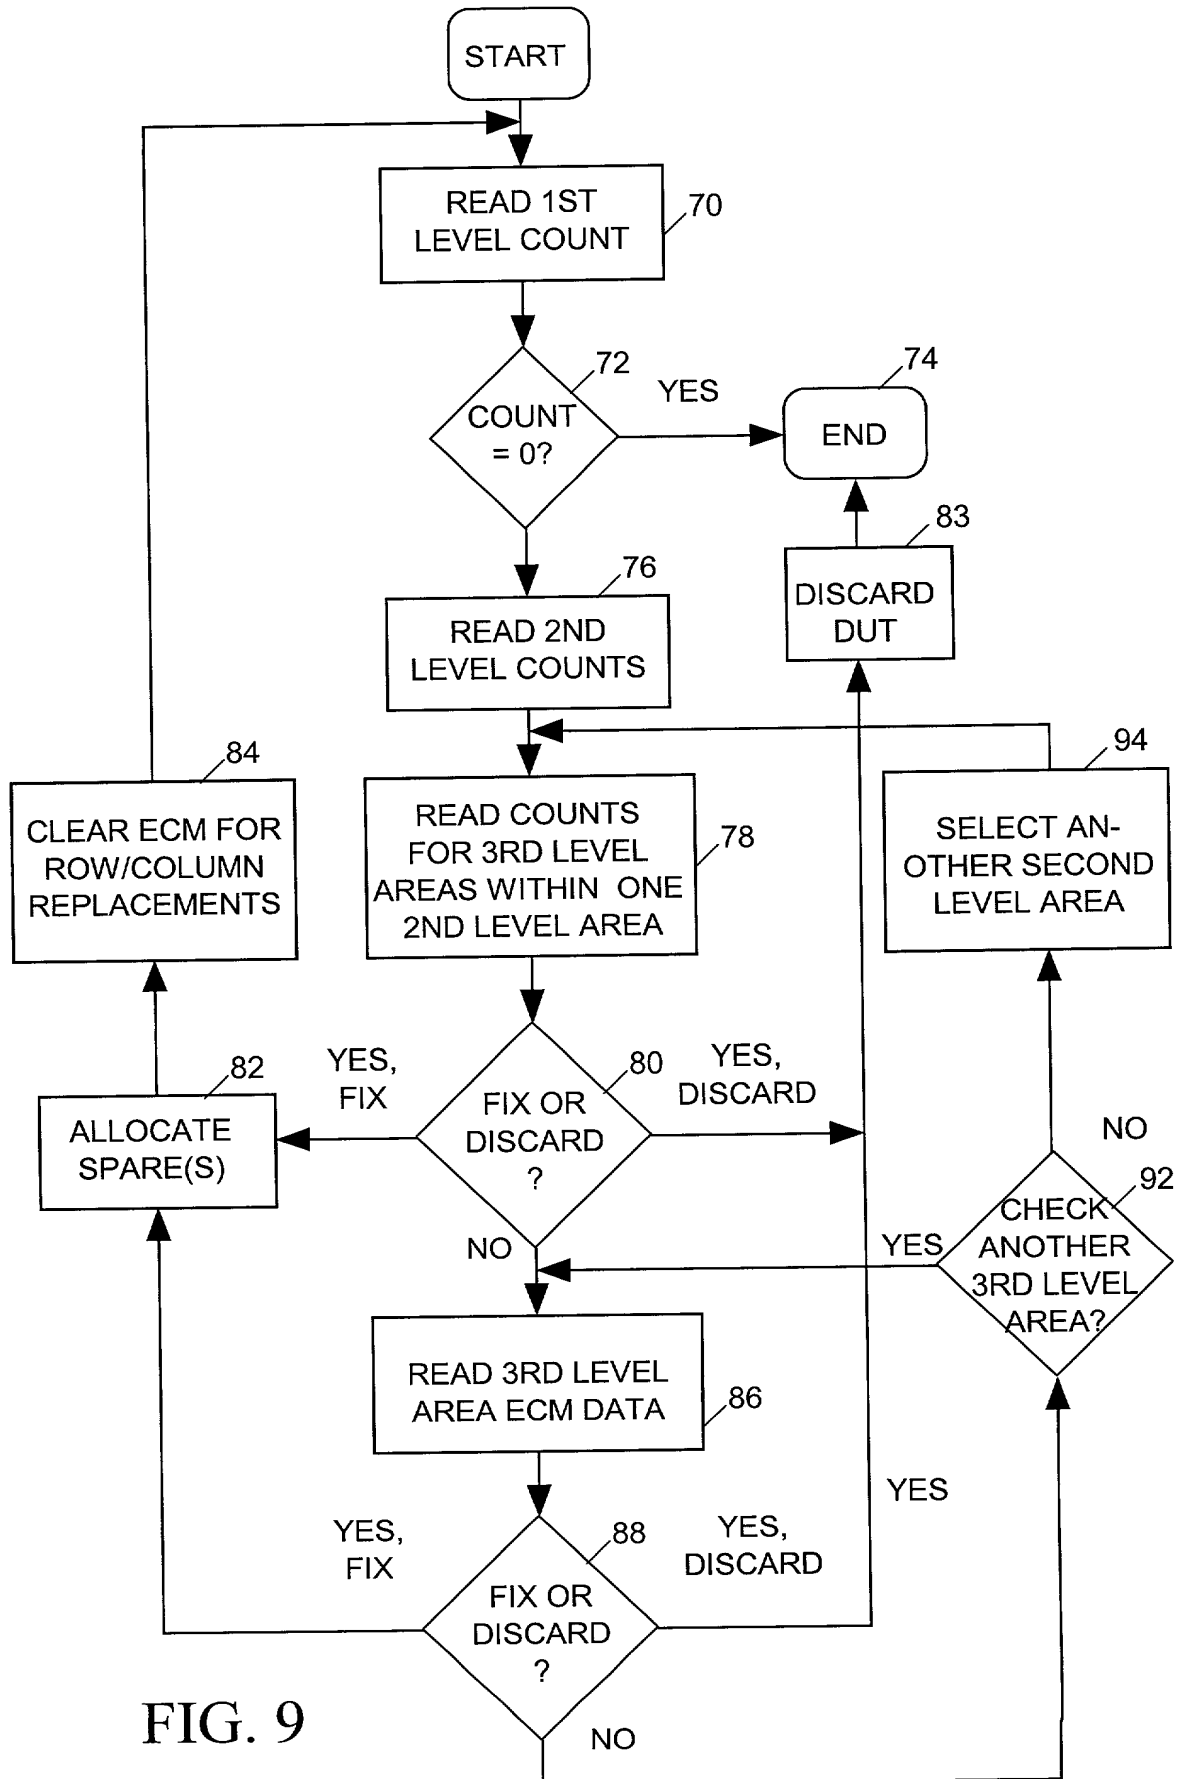 START
READ 1ST
LEVEL COUNT
70
COUNT
= 0?
72
YES
74
END
83
DISCARD
DUT
76
READ 2ND
LEVEL COUNTS
84
CLEAR ECM FOR
ROW/COLUMN
REPLACEMENTS
READ COUNTS
FOR 3RD LEVEL
AREAS WITHIN ONE
2ND LEVEL AREA
78
94
SELECT AN-
OTHER SECOND
LEVEL AREA
82
ALLOCATE
SPARE(S)
YES,
FIX
80
FIX OR
DISCARD
?
YES,
DISCARD
NO
NO
92
CHECK
ANOTHER
3RD LEVEL
AREA?
YES
READ 3RD LEVEL
AREA ECM DATA
86
YES
YES,
FIX
88
FIX OR
DISCARD
?
YES,
DISCARD
NO
FIG. 9